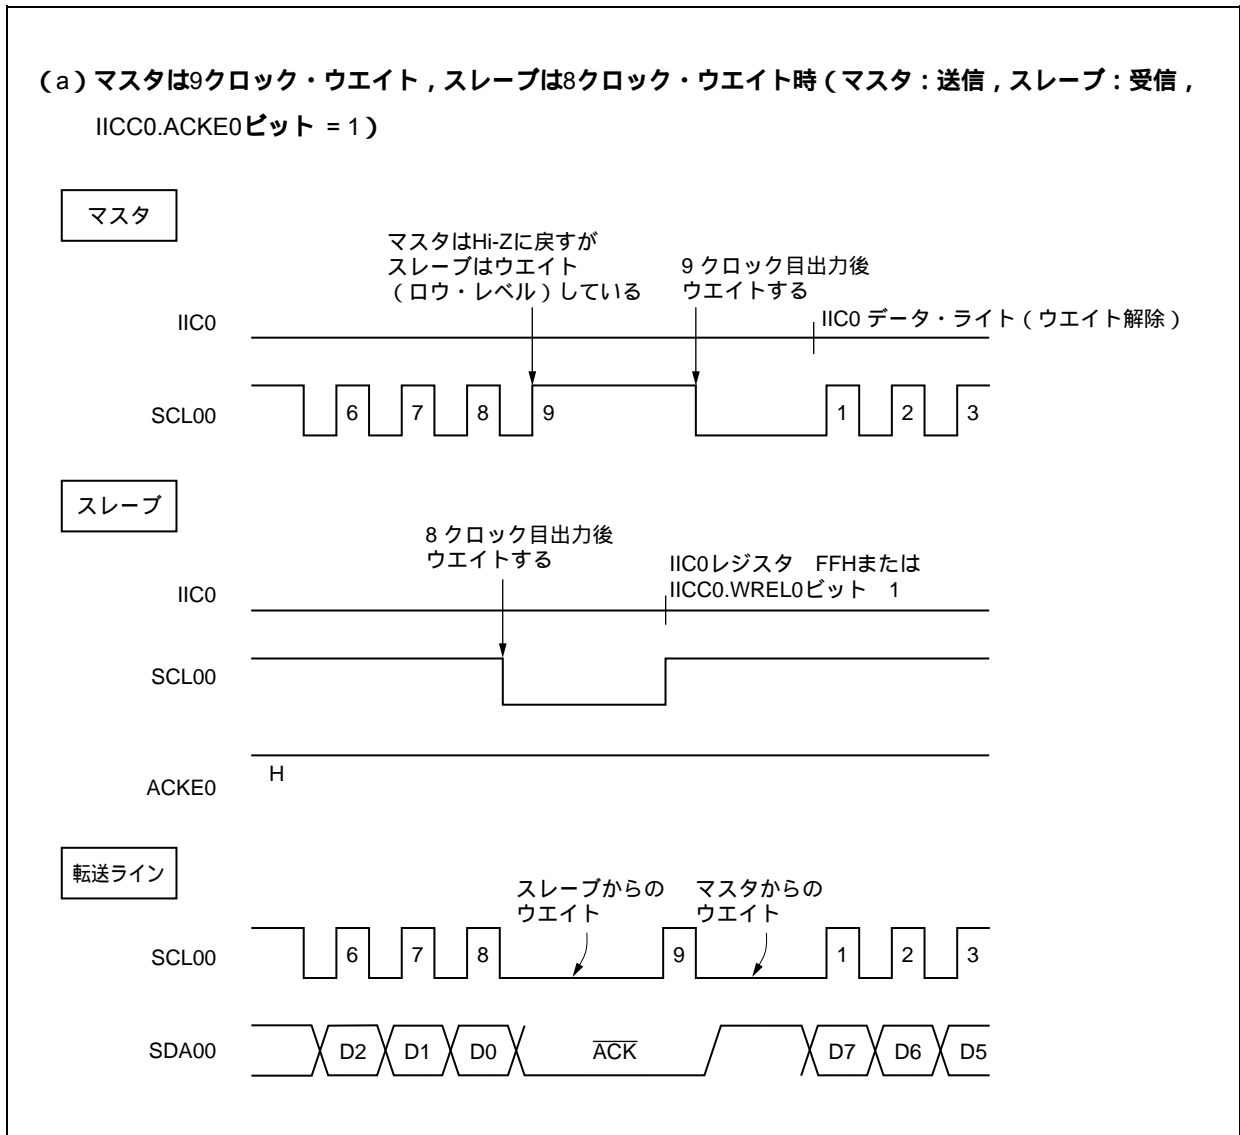 （a）マスタは9クロック・ウエイト，スレーブは8クロック・ウエイト時（マスタ：送信，スレーブ：受信，
IICC0.ACKE0ビット = 1）
マスタ
マスタはHi-Zに戻すが
スレーブはウエイト
（ロウ・レベル）している
9 クロック目出力後
ウエイトする
IIC0
IIC0 データ・ライト（ウエイト解除）
SCL00
6 7 8 9 1 2 3
スレーブ
8 クロック目出力後
ウエイトする
IIC0レジスタ　FFHまたは
IICC0.WREL0ビット　1
IIC0
SCL00
H
ACKE0
転送ライン
スレーブからの
ウエイト
マスタからの
ウエイト
SCL00
6 7 8 9 1 2 3
SDA00
D2 D1 D0 ACK D7 D6 D5